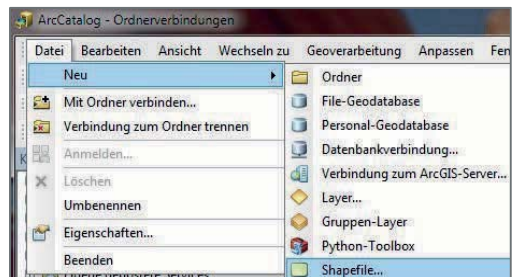 ArcCatalog - Ordnerverbindungen
Datei Bearbeiten Ansicht Wechseln zu Geoverarbeitung Anpassen Fen
Neu
Mit Ordner verbinden...
Verbindung zum Ordner trennen
Anmelden...
Löschen
Umbenennen
Eigenschaften...
Beenden
Ordner
File-Geodatabase
Personal-Geodatabase
Datenbankverbindung...
Verbindung zum ArcGIS-Server...
Layer...
Gruppen-Layer
Python-Toolbox
Shapefile...